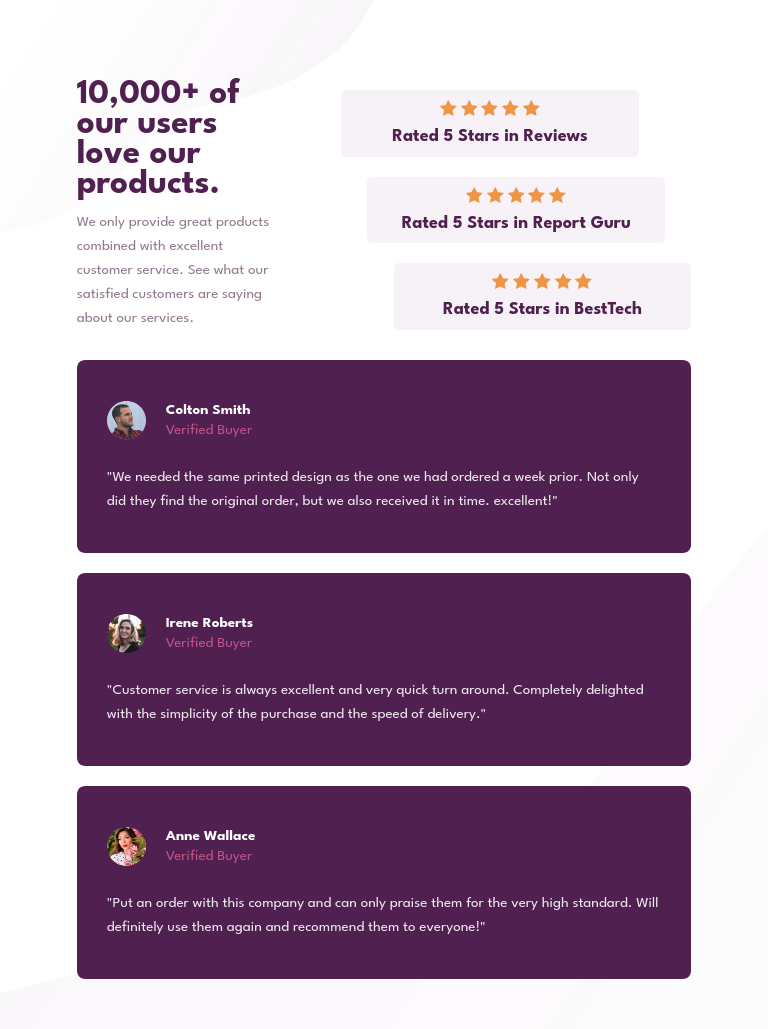 10,000+ of
our users
love our
products.
We only provide great products
combined with excellent
customer service. See what our
satisfied customers are saying
about our services.
Rated 5 Stars in Reviews
Rated 5 Stars in Report Guru
Rated 5 Stars in BestTech
Colton Smith
Verified Buyer
"We needed the same printed design as the one we had ordered a week prior. Not only
did they find the original order, but we also received it in time. excellent!"
Irene Roberts
Verified Buyer
"Customer service is always excellent and very quick turn around. Completely delighted
with the simplicity of the purchase and the speed of delivery."
Anne Wallace
Verified Buyer
"Put an order with this company and can only praise them for the very high standard. Will
definitely use them again and recommend them to everyone!"